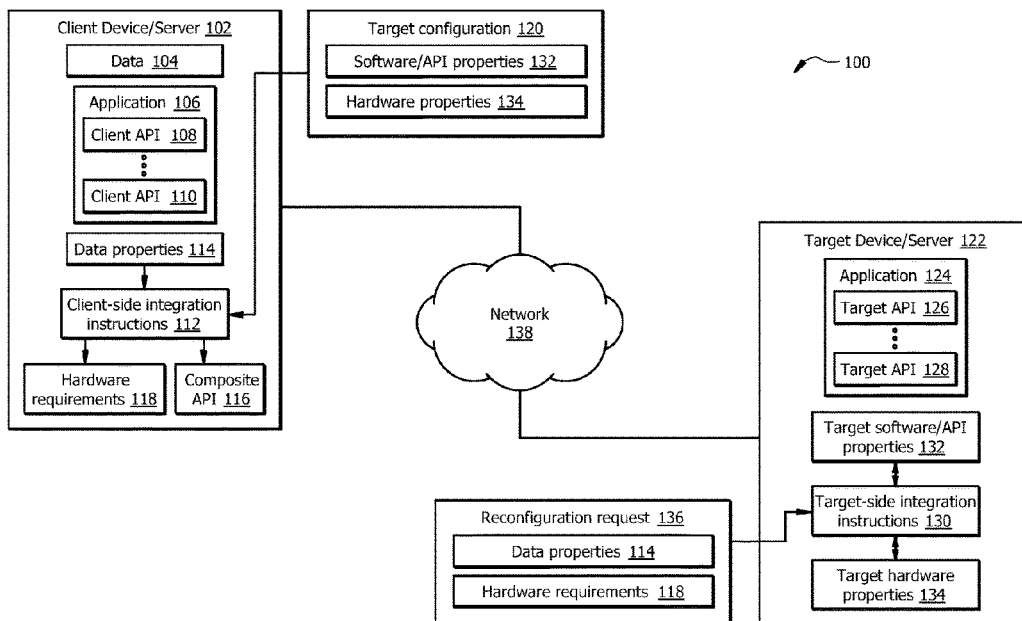 Client Device/Server 102
Data 104
Application 106
Client API 108
Client API 110
Data properties 114
Client-side integration
instructions 112
Hardware
requirements 118
Composite
API 116
Target configuration 120
Software/API properties 132
Hardware properties 134
100
Network
138
Target Device/Server 122
Application 124
Target API 126
Target API 128
Target software/API
properties 132
Target-side integration
instructions 130
Target hardware
properties 134
Reconfiguration request 136
Data properties 114
Hardware requirements 118